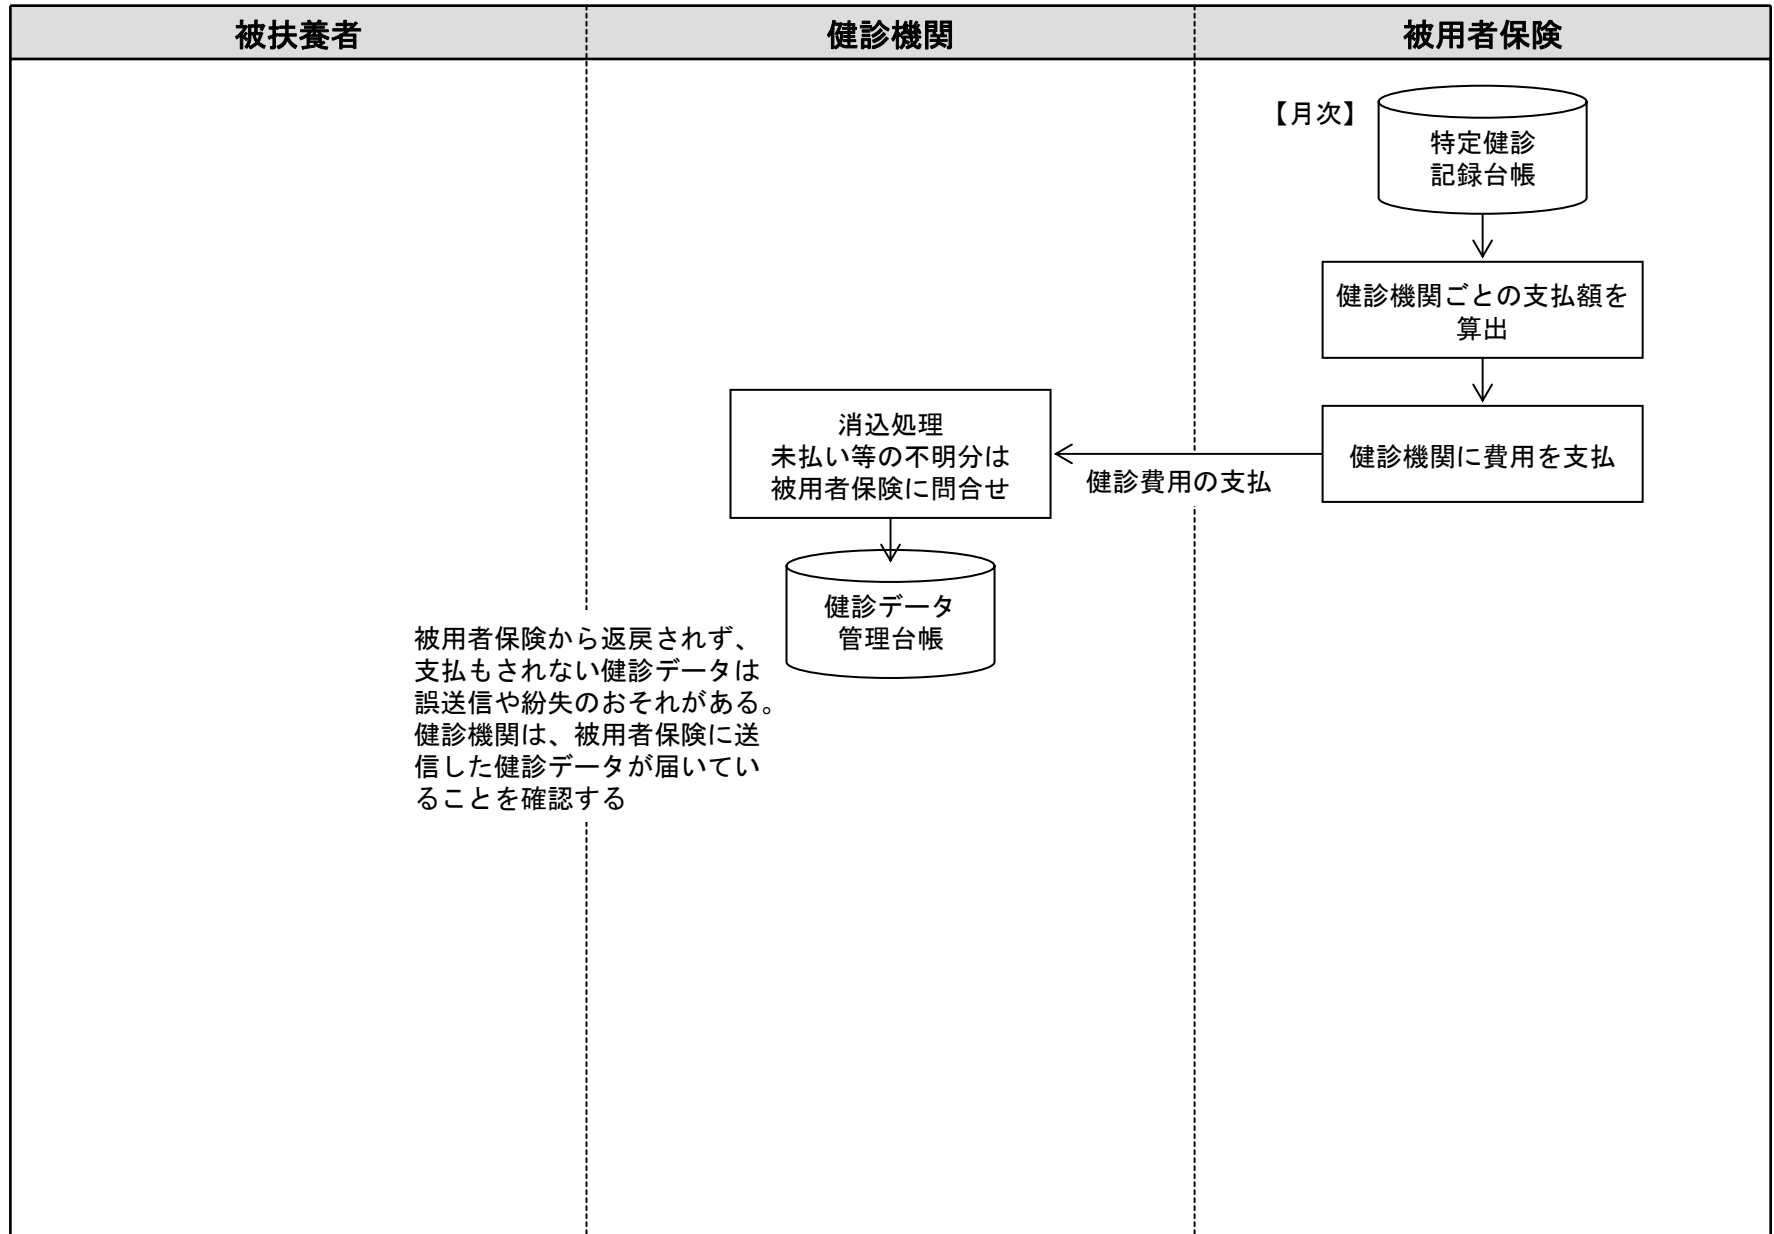 被扶養者
健診機関
被用者保険
【月次】
特定健診
記録台帳
健診機関ごとの支払額を
算出
健診機関に費用を支払
健診費用の支払
消込処理
未払い等の不明分は
被用者保険に問合せ
健診データ
管理台帳
被用者保険から返戻されず、
支払もされない健診データは
誤送信や紛失のおそれがある。
健診機関は、被用者保険に送
信した健診データが届いてい
ることを確認する